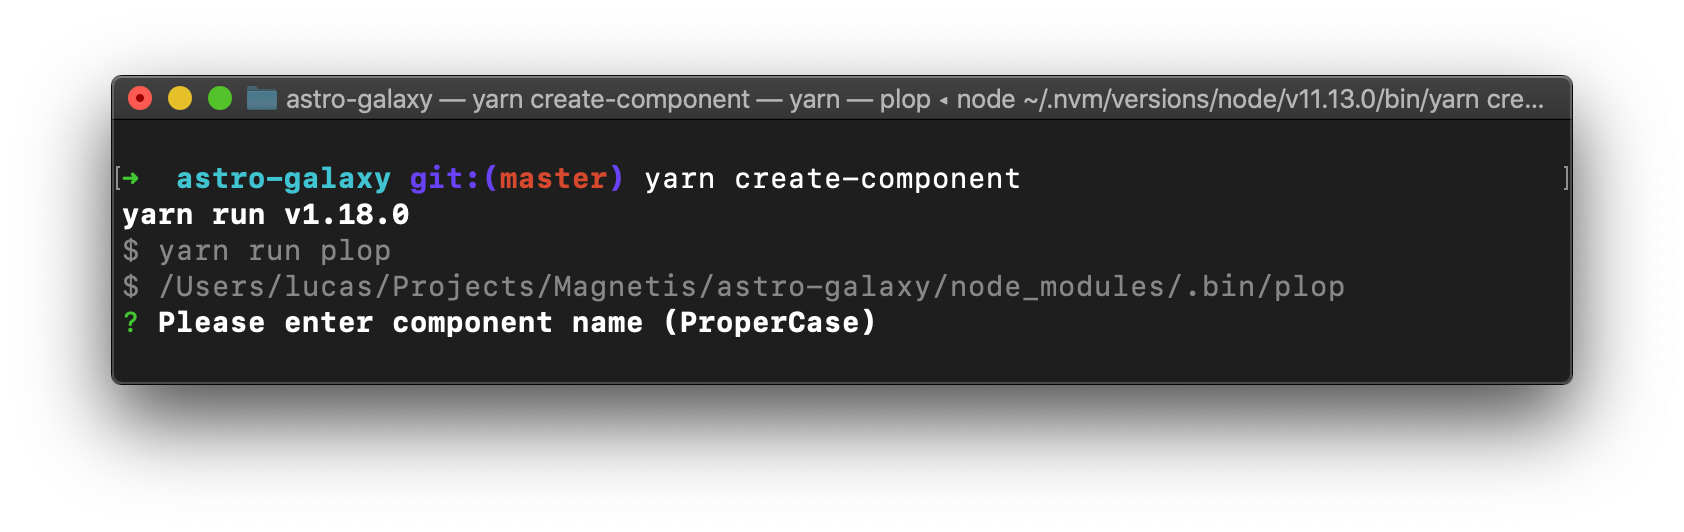 astro-galaxy — yarn create-component — yarn — plop ◂ node ~/.nvm/versions/node/v11.13.0/bin/yarn cre...
[➜ astro-galaxy git:(master) yarn create-component ]
yarn run v1.18.0
$ yarn run plop
$ /Users/lucas/Projects/Magnetis/astro-galaxy/node_modules/.bin/plop
? Please enter component name (ProperCase)